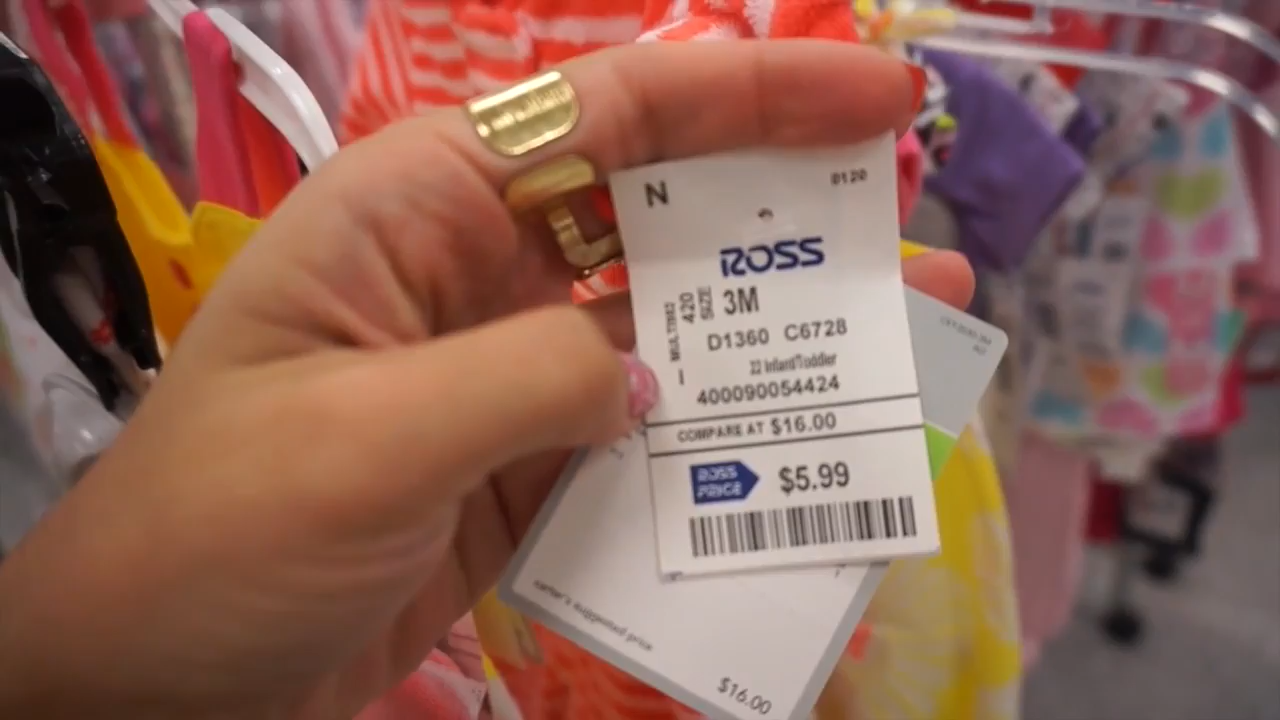 N 0120
ROSS
MULTI982
420
SIZE 3M
D1360 C6728
22 Infant/Toddler
400090054424
COMPARE AT $16.00
ROSS PRICE $5.99
carter's suggested price
$16.00